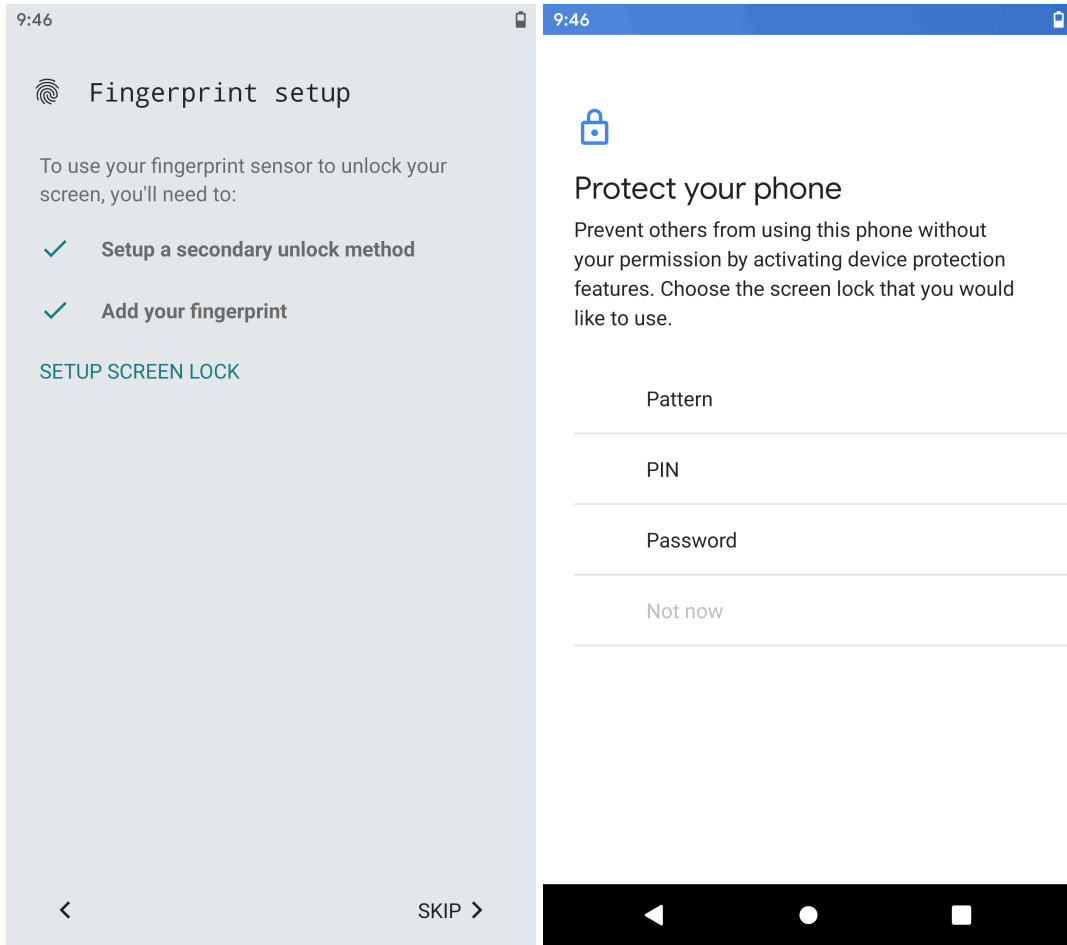 9:46
Fingerprint setup
To use your fingerprint sensor to unlock your
screen, you'll need to:
Setup a secondary unlock method
Add your fingerprint
SETUP SCREEN LOCK
SKIP
9:46
Protect your phone
Prevent others from using this phone without
your permission by activating device protection
features. Choose the screen lock that you would
like to use.
Pattern
PIN
Password
Not now